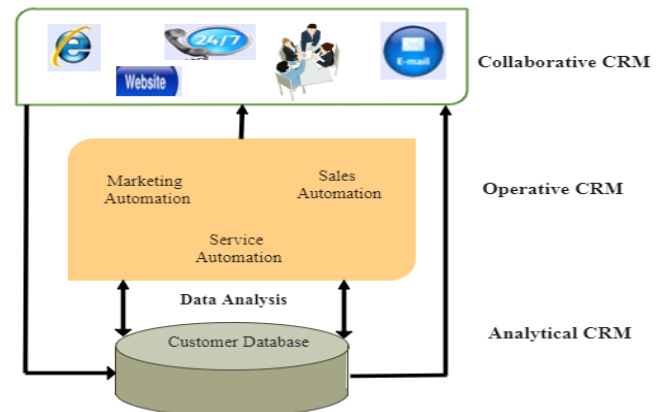 24/7
Website
E-mail
Collaborative CRM
Marketing
Automation
Sales
Automation
Operative CRM
Service
Automation
Data Analysis
Customer Database
Analytical CRM